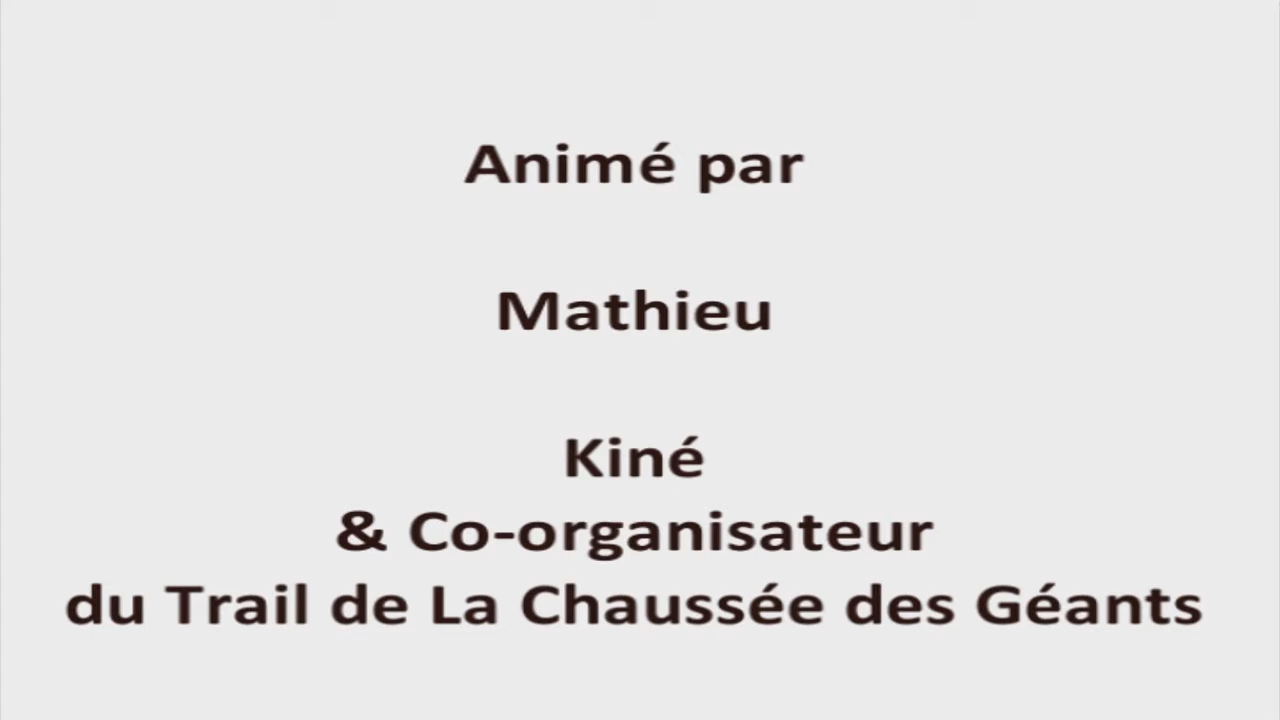 Animé par
Mathieu
Kiné
& Co-organisateur
du Trail de La Chaussée des Géants